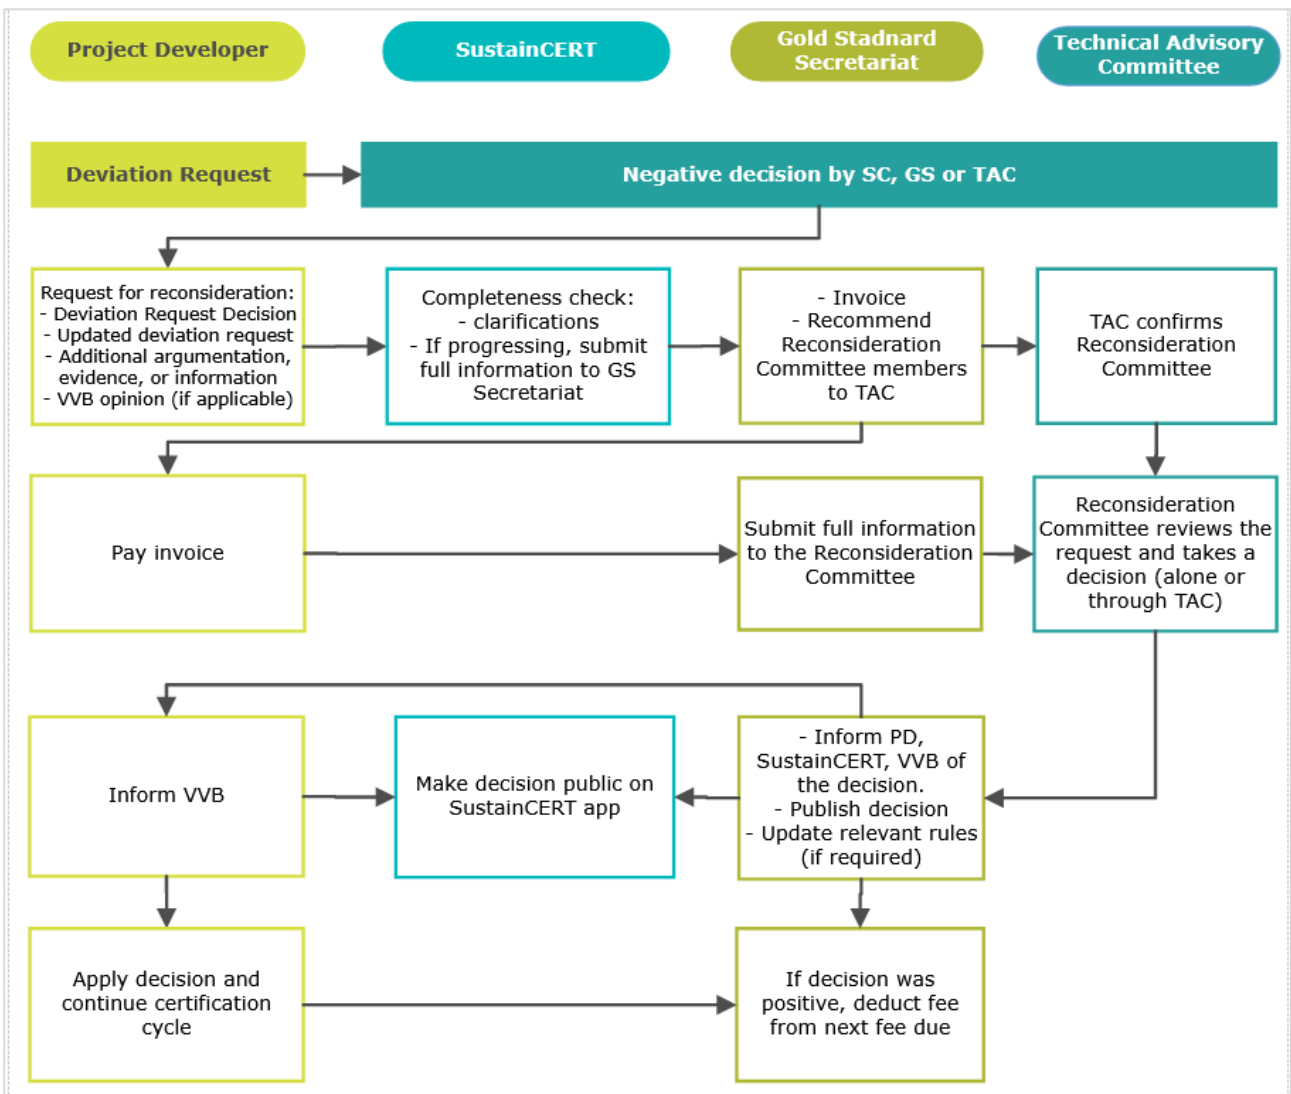 Project Developer
SustainCERT
Gold Stadnard
Secretariat
Technical Advisory
Committee
Deviation Request
Negative decision by SC, GS or TAC
Request for reconsideration:
- Deviation Request Decision
- Updated deviation request
- Additional argumentation,
evidence, or information
- VVB opinion (if applicable)
Completeness check:
- clarifications
- If progressing, submit
full information to GS
Secretariat
- Invoice
- Recommend
Reconsideration
Committee members
to TAC
TAC confirms
Reconsideration
Committee
Pay invoice
Submit full information
to the Reconsideration
Committee
Reconsideration
Committee reviews the
request and takes a
decision (alone or
through TAC)
Inform VVB
Make decision public on
SustainCERT app
- Inform PD,
SustainCERT, VVB of
the decision.
- Publish decision
- Update relevant rules
(if required)
Apply decision and
continue certification
cycle
If decision was
positive, deduct fee
from next fee due